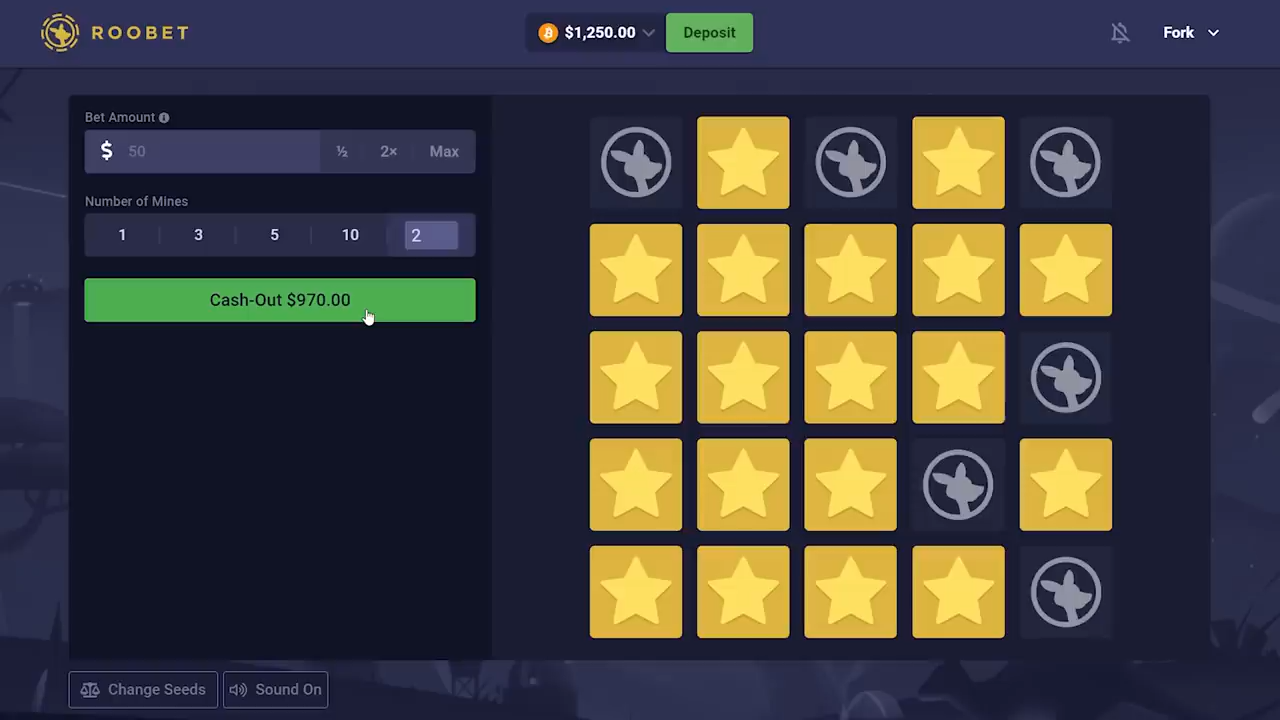 ROOBET
$1,250.00
Deposit
Fork
Bet Amount
$ 50 ½ 2× Max
Number of Mines
1 3 5 10 2
Cash-Out $970.00
Change Seeds
Sound On